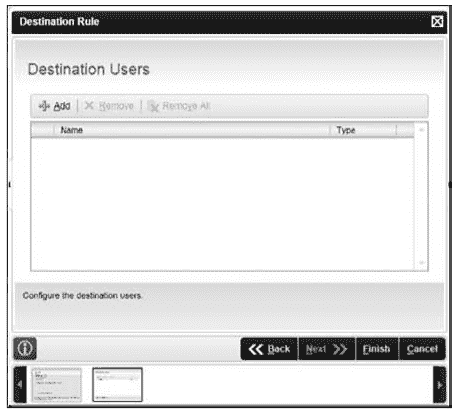 Destination Rule
Destination Users
Add Remove Remove All
Name Type
Configure the destination users.
Back Next Finish Cancel